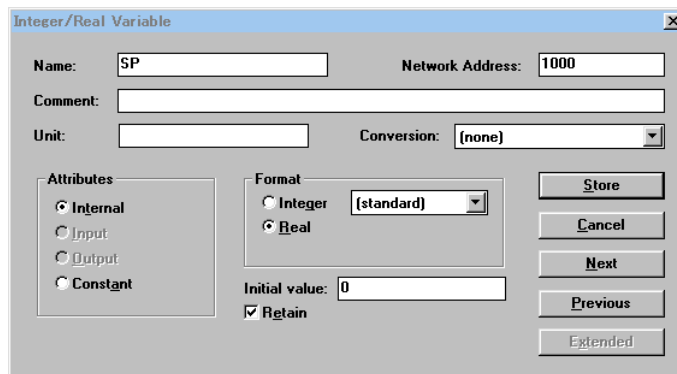 Integer/Real Variable
Name: SP Network Address: 1000
Comment:
Unit: Conversion: (none)
Attributes Format
Internal Integer (standard) Store
Input Real Cancel
Output Next
Constant Initial value: 0
Retain Previous
Extended